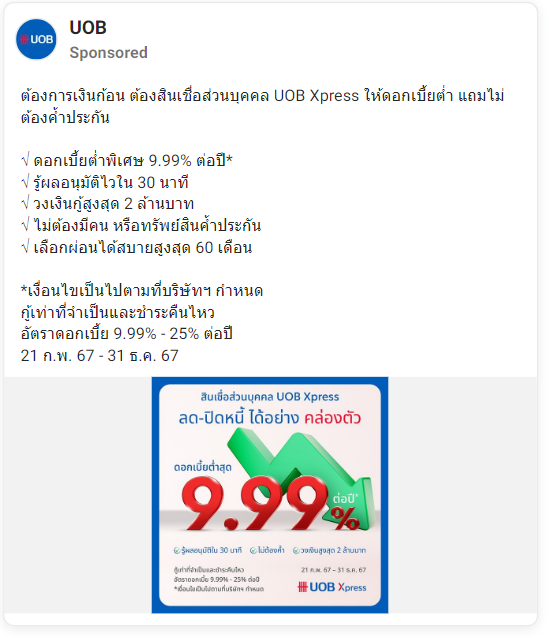 UOB
UOB
Sponsored
ต้องการเงินก้อน ต้องสินเชื่อส่วนบุคคล UOB Xpress ให้ดอกเบี้ยต่ำ แถมไม่
ต้องค้ำประกัน
√ ดอกเบี้ยต่ำพิเศษ 9.99% ต่อปี*
√ รู้ผลอนุมัติไวใน 30 นาที
√ วงเงินกู้สูงสุด 2 ล้านบาท
√ ไม่ต้องมีคน หรือทรัพย์สินค้ำประกัน
√ เลือกผ่อนได้สบายสูงสุด 60 เดือน
*เงื่อนไขเป็นไปตามที่บริษัทฯ กำหนด
กู้เท่าที่จำเป็นและชำระคืนไหว
อัตราดอกเบี้ย 9.99% - 25% ต่อปี
21 ก.พ. 67 - 31 ธ.ค. 67
สินเชื่อส่วนบุคคล UOB Xpress
ลด-ปิดหนี้ ได้อย่าง คล่องตัว
ดอกเบี้ยต่ำสุด
9.99% ต่อปี*
รู้ผลอนุมัติใน 30 นาที ไม่ต้องค้ำ วงเงินสูงสุด 2 ล้านบาท
กู้เท่าที่จำเป็นและชำระคืนไหว
อัตราดอกเบี้ย 9.99% - 25% ต่อปี
*เงื่อนไขเป็นไปตามที่บริษัทฯ กำหนด
21 ก.พ. 67 – 31 ธ.ค. 67
UOB Xpress